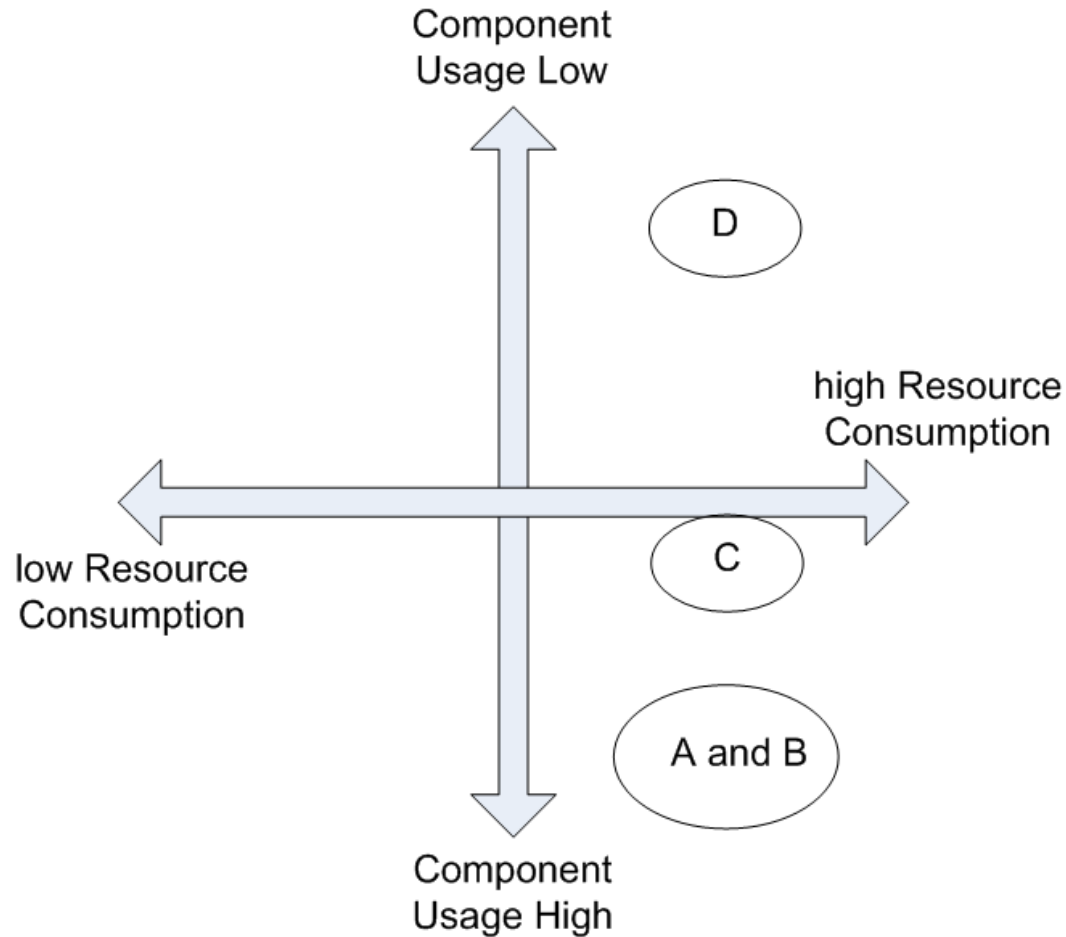 Component
Usage Low
D
high Resource
Consumption
low Resource
Consumption
C
A and B
Component
Usage High